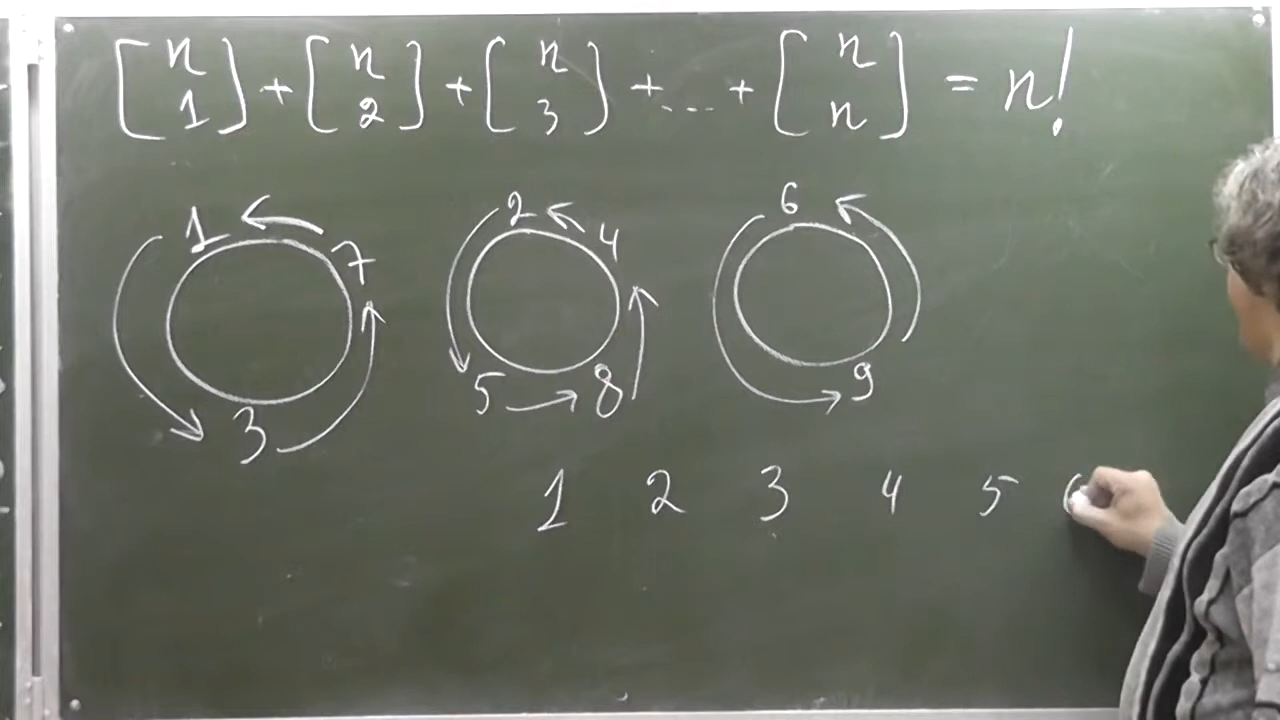 [n 1] + [n 2] + [n 3] + ... + [n n] = n!
1 7 3
2 4 5 8
6 9
1 2 3 4 5 6